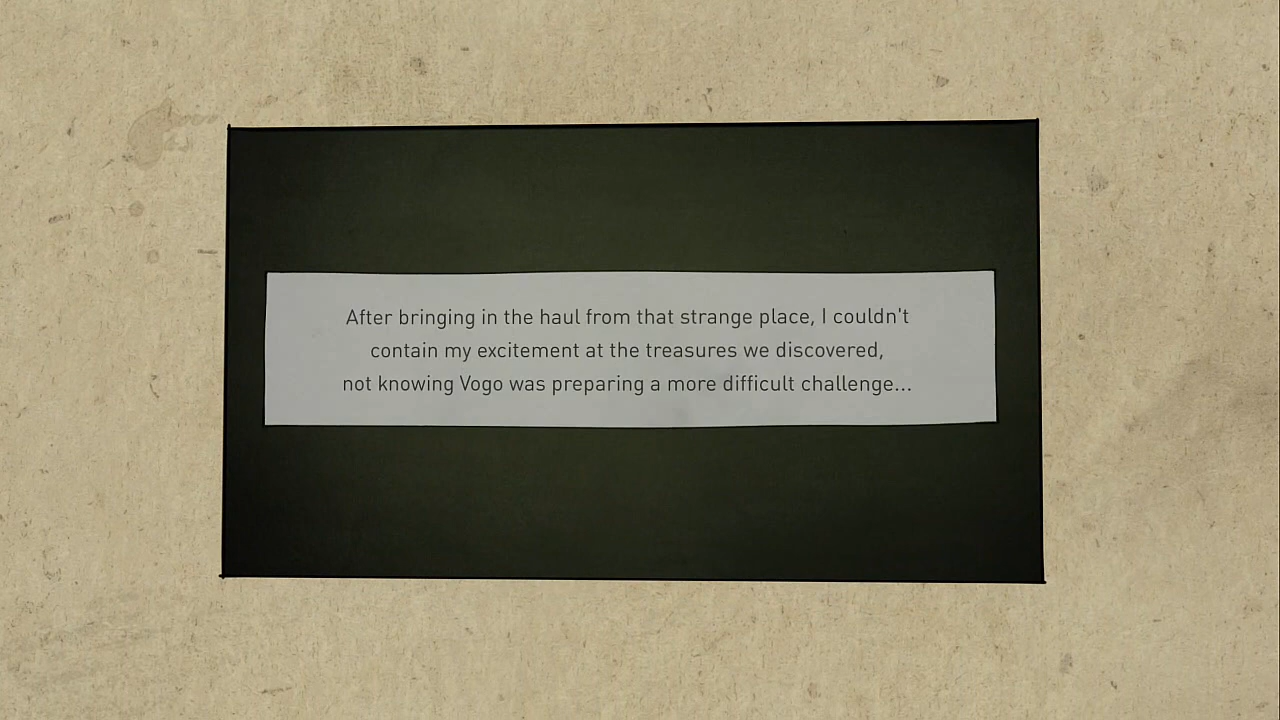 After bringing in the haul from that strange place, I couldn't
contain my excitement at the treasures we discovered,
not knowing Vogo was preparing a more difficult challenge...